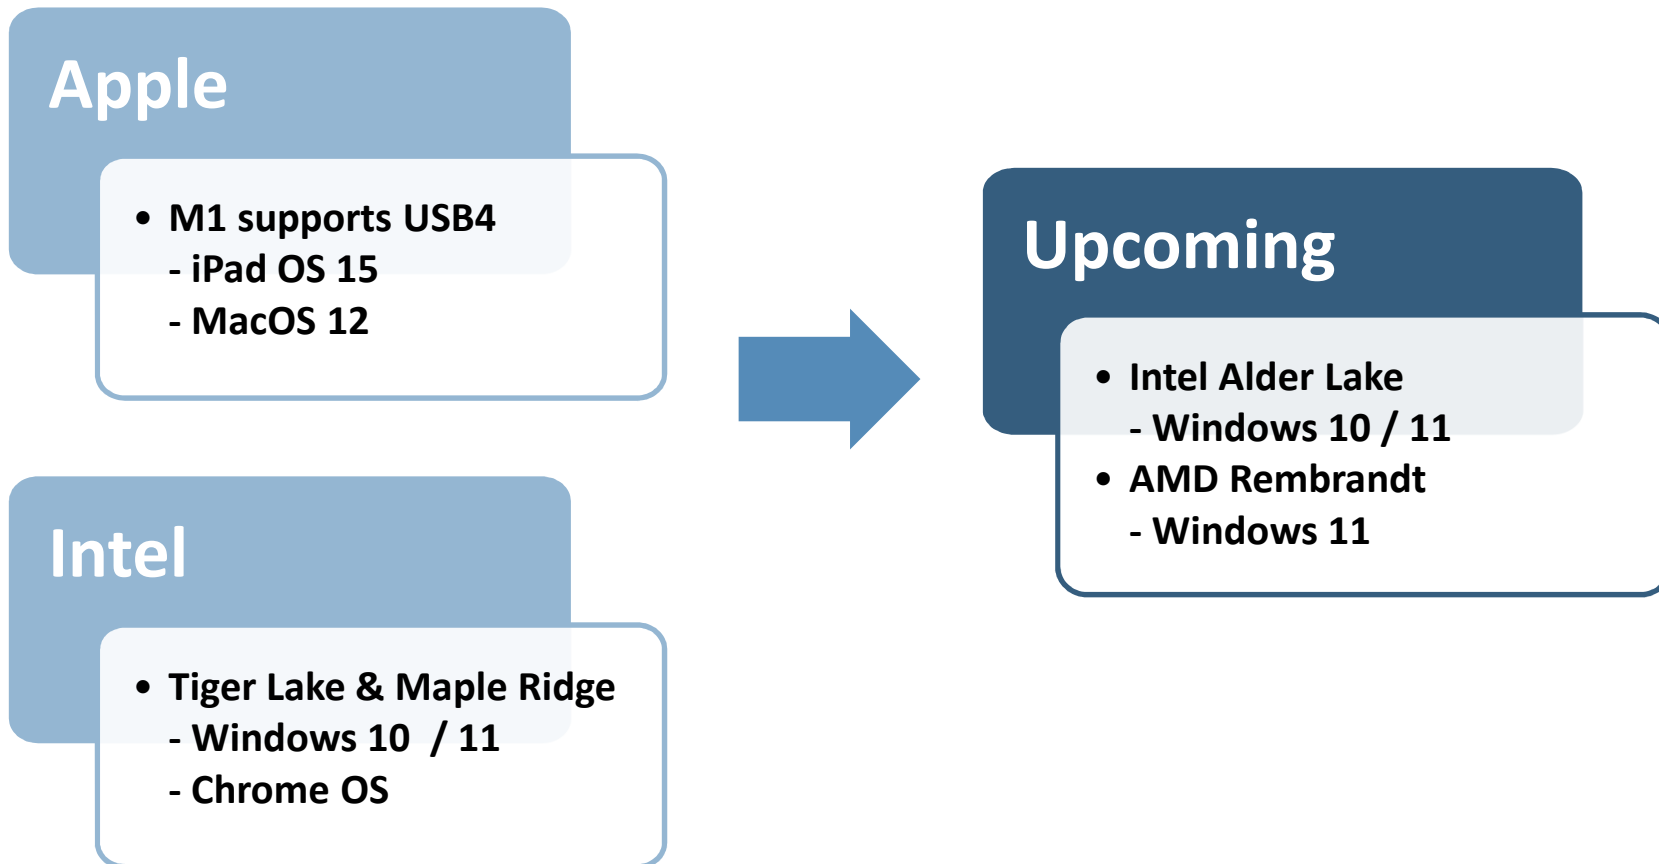 Apple
• M1 supports USB4
- iPad OS 15
- MacOS 12
Intel
• Tiger Lake & Maple Ridge
- Windows 10  / 11
- Chrome OS
Upcoming
• Intel Alder Lake
- Windows 10 / 11
• AMD Rembrandt
- Windows 11